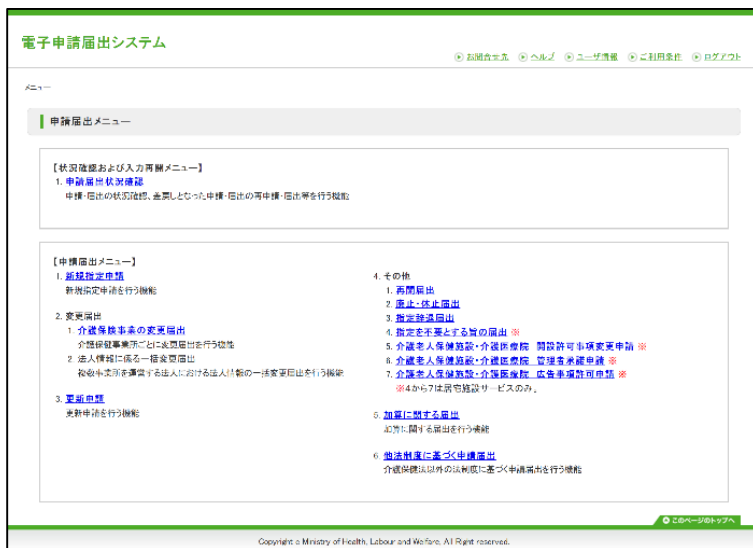 電子申請届出システム
お問合せ先 ヘルプ ユーザ情報 ご利用条件 ログアウト
メニュー
申請届出メニュー
【状況確認および入力再開メニュー】
1. 申請届出状況確認
申請・届出の状況確認、差戻しとなった申請・届出の再申請・届出等を行う機能
【申請届出メニュー】
1. 新規指定申請
新規指定申請を行う機能
2. 変更届出
1. 介護保険事業の変更届出
介護保険事業所ごとに変更届出を行う機能
2. 法人情報に係る一括変更届出
複数事業所を運営する法人における法人情報の一括変更届出を行う機能
3. 更新申請
更新申請を行う機能
4. その他
1. 再開届出
2. 廃止・休止届出
3. 指定辞退届出
4. 指定を不要とする旨の届出 ※
5. 介護老人保健施設・介護医療院 開設許可事項変更申請 ※
6. 介護老人保健施設・介護医療院 管理者承認申請 ※
7. 介護老人保健施設・介護医療院 広告事項許可申請 ※
※4から7は居宅施設サービスのみ。
5. 加算に関する届出
加算に関する届出を行う機能
6. 他法制度に基づく申請届出
介護保険法以外の法制度に基づく申請届出を行う機能
このページのトップへ
Copyright c Ministry of Health, Labour and Welfare, All Right reserved.